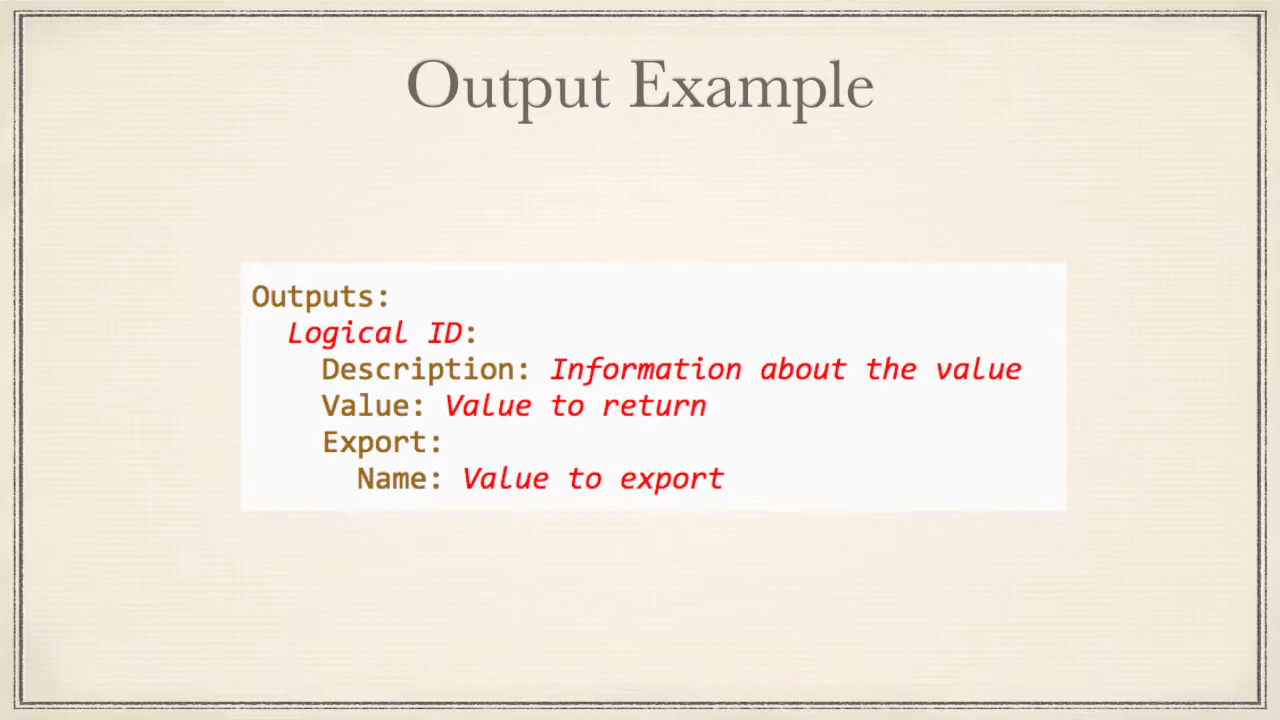 Output Example
Outputs:
Logical ID:
Description: Information about the value
Value: Value to return
Export:
Name: Value to export